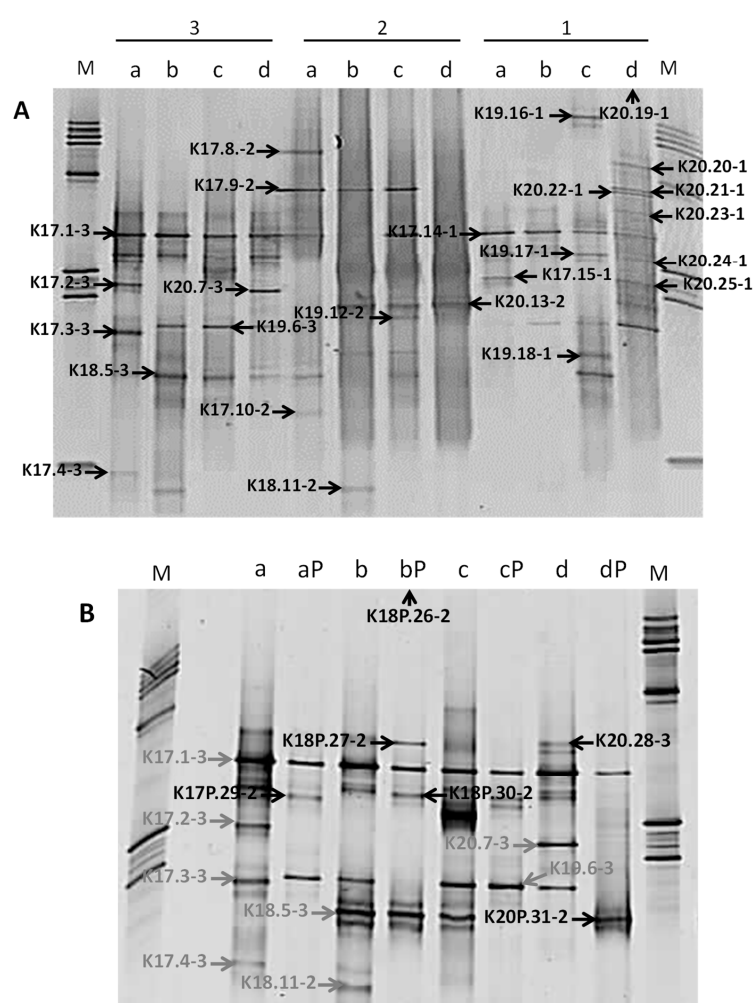 3 2 1
M a b c d a b c d a b c d M
A
K19.16-1 K20.19-1
K17.8.-2
K20.20-1
K17.9-2 K20.22-1 K20.21-1
K20.23-1
K17.1-3 K17.14-1
K19.17-1 K20.24-1
K17.2-3 K20.7-3 K17.15-1 K20.25-1
K19.12-2 K20.13-2
K17.3-3 K19.6-3
K19.18-1
K18.5-3
K17.10-2
K17.4-3
K18.11-2
M a aP b bP c cP d dP M
B
K18P.26-2
K18P.27-2 K20.28-3
K17.1-3
K17P.29-2 K18P.30-2
K17.2-3
K20.7-3
K17.3-3 K19.6-3
K18.5-3 K20P.31-2
K17.4-3
K18.11-2